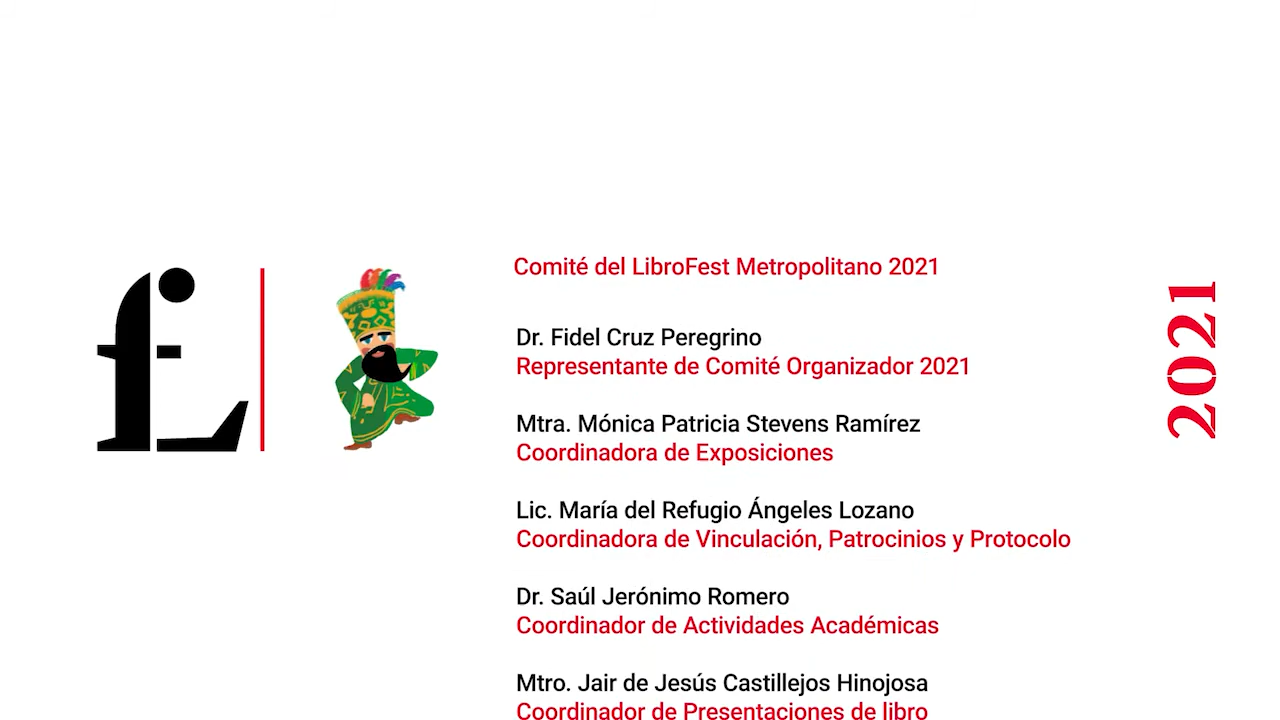 fL
Comité del LibroFest Metropolitano 2021
Dr. Fidel Cruz Peregrino
Representante de Comité Organizador 2021
Mtra. Mónica Patricia Stevens Ramírez
Coordinadora de Exposiciones
Lic. María del Refugio Ángeles Lozano
Coordinadora de Vinculación, Patrocinios y Protocolo
Dr. Saúl Jerónimo Romero
Coordinador de Actividades Académicas
Mtro. Jair de Jesús Castillejos Hinojosa
Coordinador de Presentaciones de libro
2021